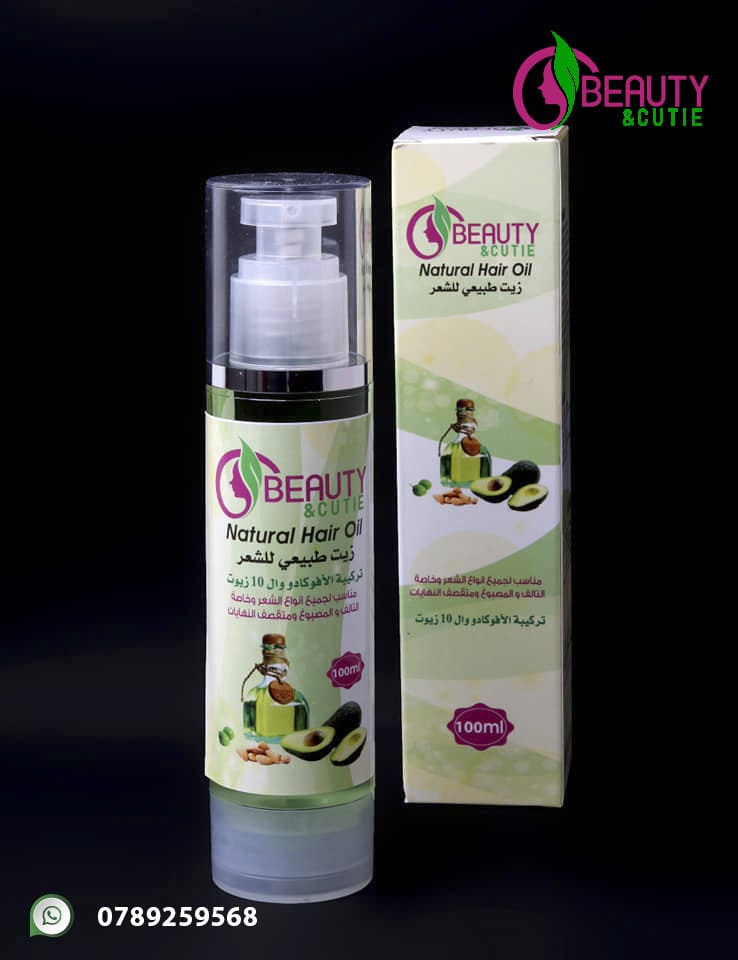 BEAUTY
&CUTIE
BEAUTY
&CUTIE
Natural Hair Oil
زيت طبيعي للشعر
مناسب لجميع انواع الشعر وخاصة
التالف و المصبوغ ومتقصف النهايات
تركيبة الأفوكادو وال 10 زيوت
100ml
BEAUTY
&CUTIE
Natural Hair Oil
زيت طبيعي للشعر
تركيبة الأفوكادو وال 10 زيوت
مناسب لجميع انواع الشعر وخاصة
التالف و المصبوغ ومتقصف النهايات
100ml
0789259568